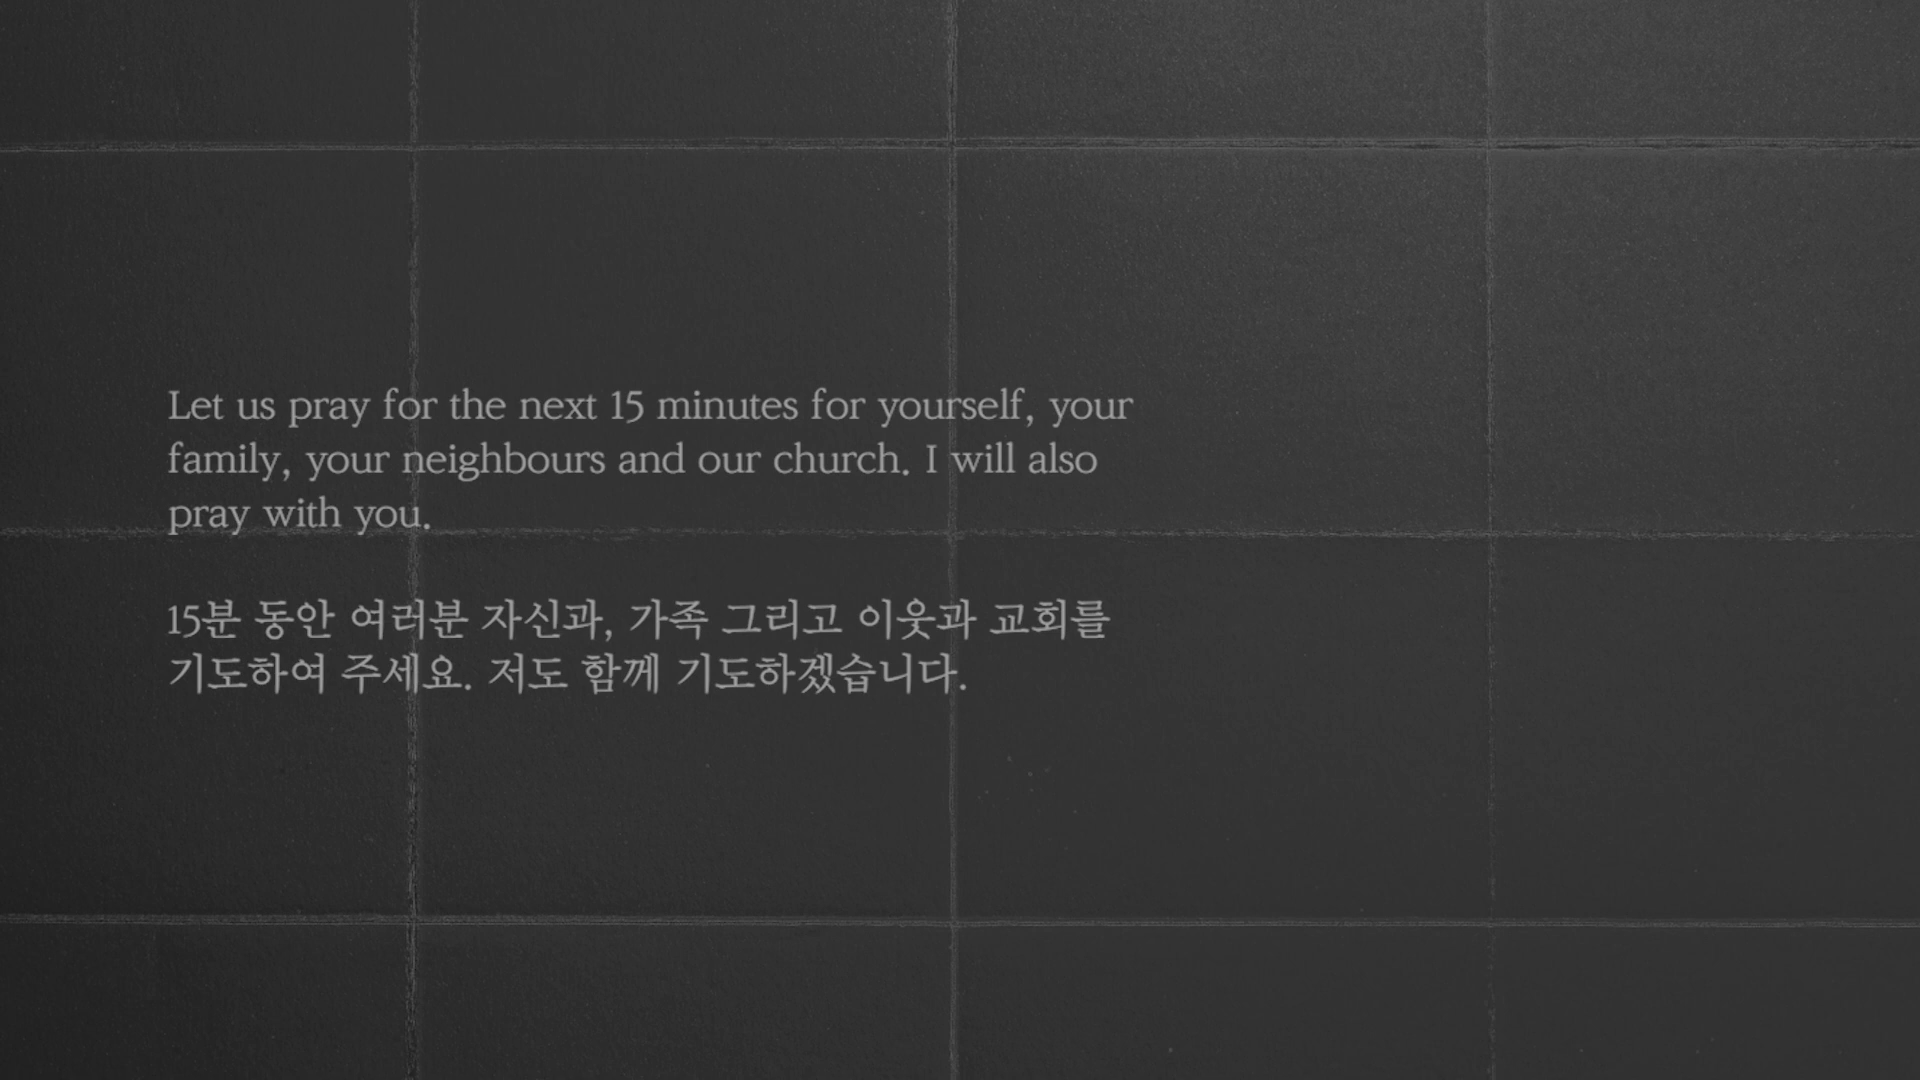 Let us pray for the next 15 minutes for yourself, your
family, your neighbours and our church. I will also
pray with you.
15분 동안 여러분 자신과, 가족 그리고 이웃과 교회를
기도하여 주세요. 저도 함께 기도하겠습니다.